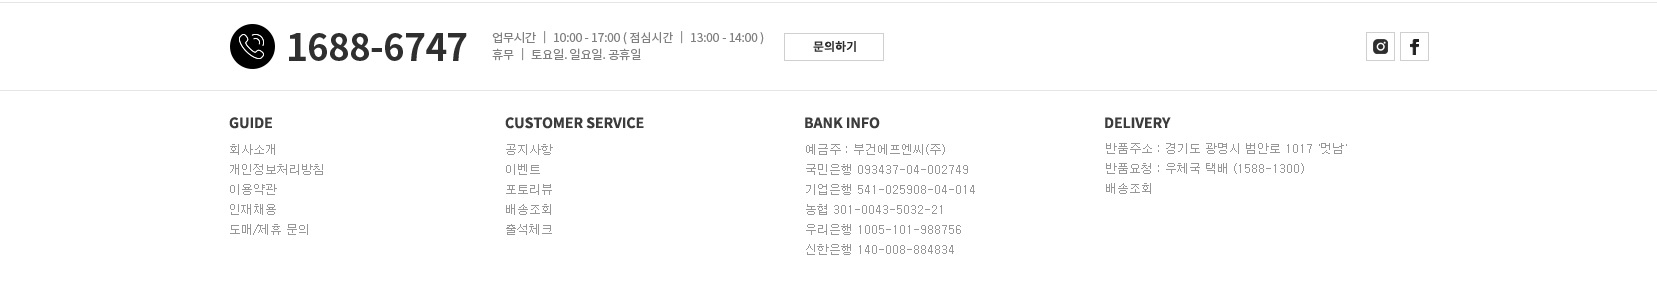 1688-6747
업무시간 ㅣ 10:00 - 17:00 ( 점심시간 ㅣ 13:00 - 14:00 )
휴무 ㅣ 토요일. 일요일. 공휴일
문의하기
GUIDE
회사소개
개인정보처리방침
이용약관
인재채용
도매/제휴 문의
CUSTOMER SERVICE
공지사항
이벤트
포토리뷰
배송조회
출석체크
BANK INFO
예금주 : 부건에프엔씨(주)
국민은행 093437-04-002749
기업은행 541-025908-04-014
농협 301-0043-5032-21
우리은행 1005-101-988756
신한은행 140-008-884834
DELIVERY
반품주소 : 경기도 광명시 범안로 1017 '멋남'
반품요청 : 우체국 택배 (1588-1300)
배송조회